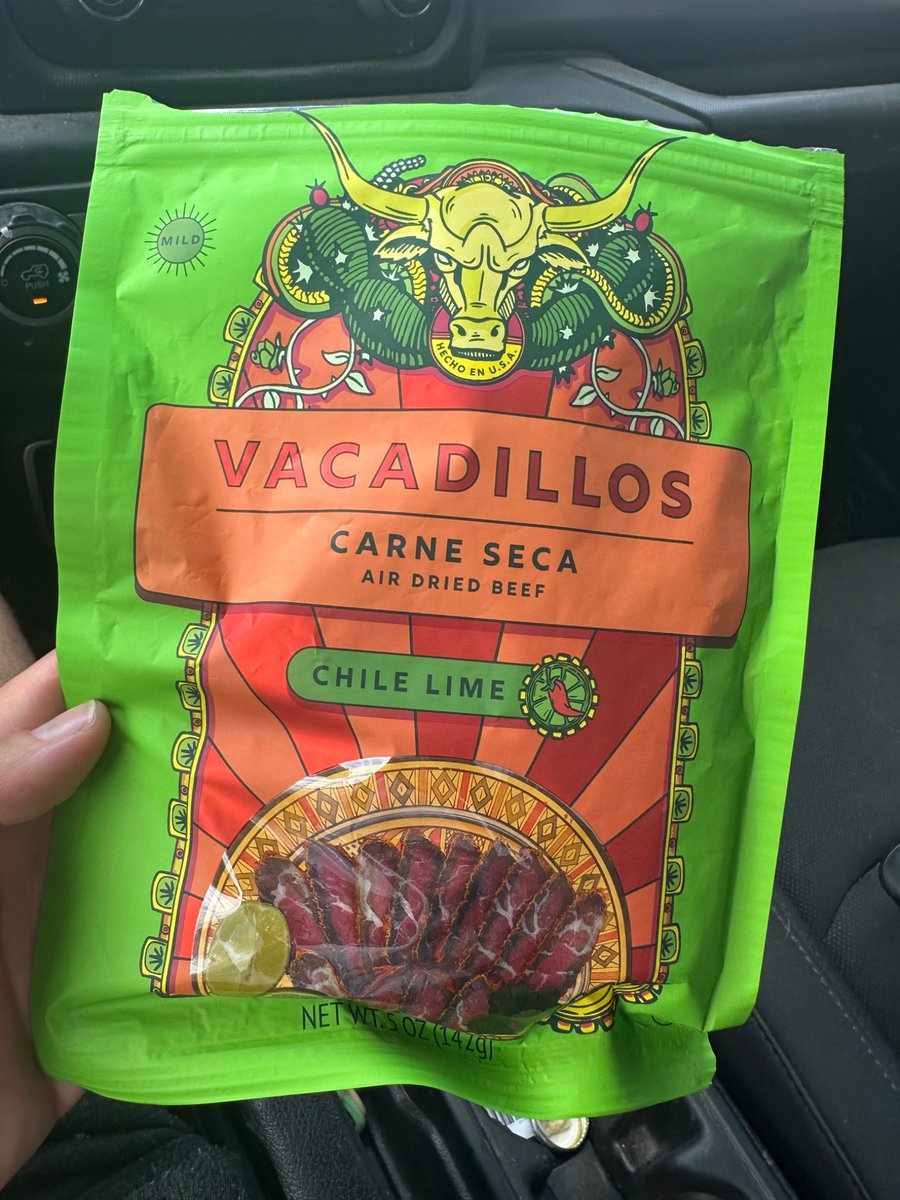 MILD
HECHO EN U.S.A.
VACADILLOS
CARNE SECA
AIR DRIED BEEF
CHILE LIME
NET WT. 5 OZ (142g)
PUSH